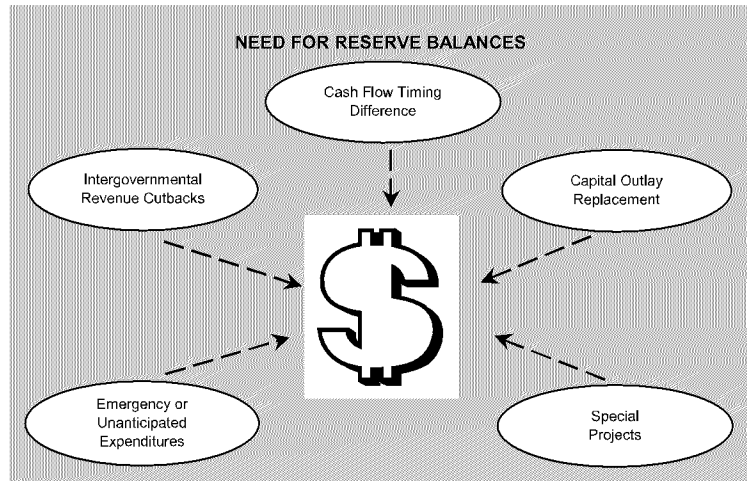 NEED FOR RESERVE BALANCES
Cash Flow Timing
Difference
Intergovernmental
Revenue Cutbacks
Capital Outlay
Replacement
$
Emergency or
Unanticipated
Expenditures
Special
Projects